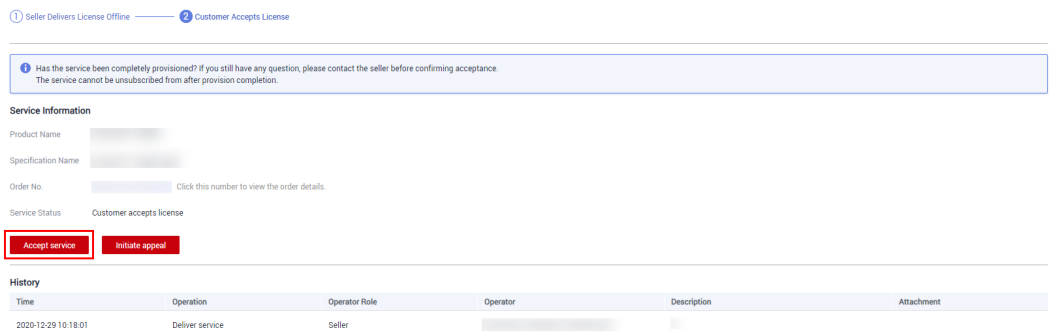 1 Seller Delivers License Offline 2 Customer Accepts License
Has the service been completely provisioned? If you still have any question, please contact the seller before confirming acceptance.
The service cannot be unsubscribed from after provision completion.
Service Information
Product Name
Specification Name
Order No. Click this number to view the order details.
Service Status Customer accepts license
Accept service Initiate appeal
History
Time Operation Operator Role Operator Description Attachment
2020-12-29 10:18:01 Deliver service Seller